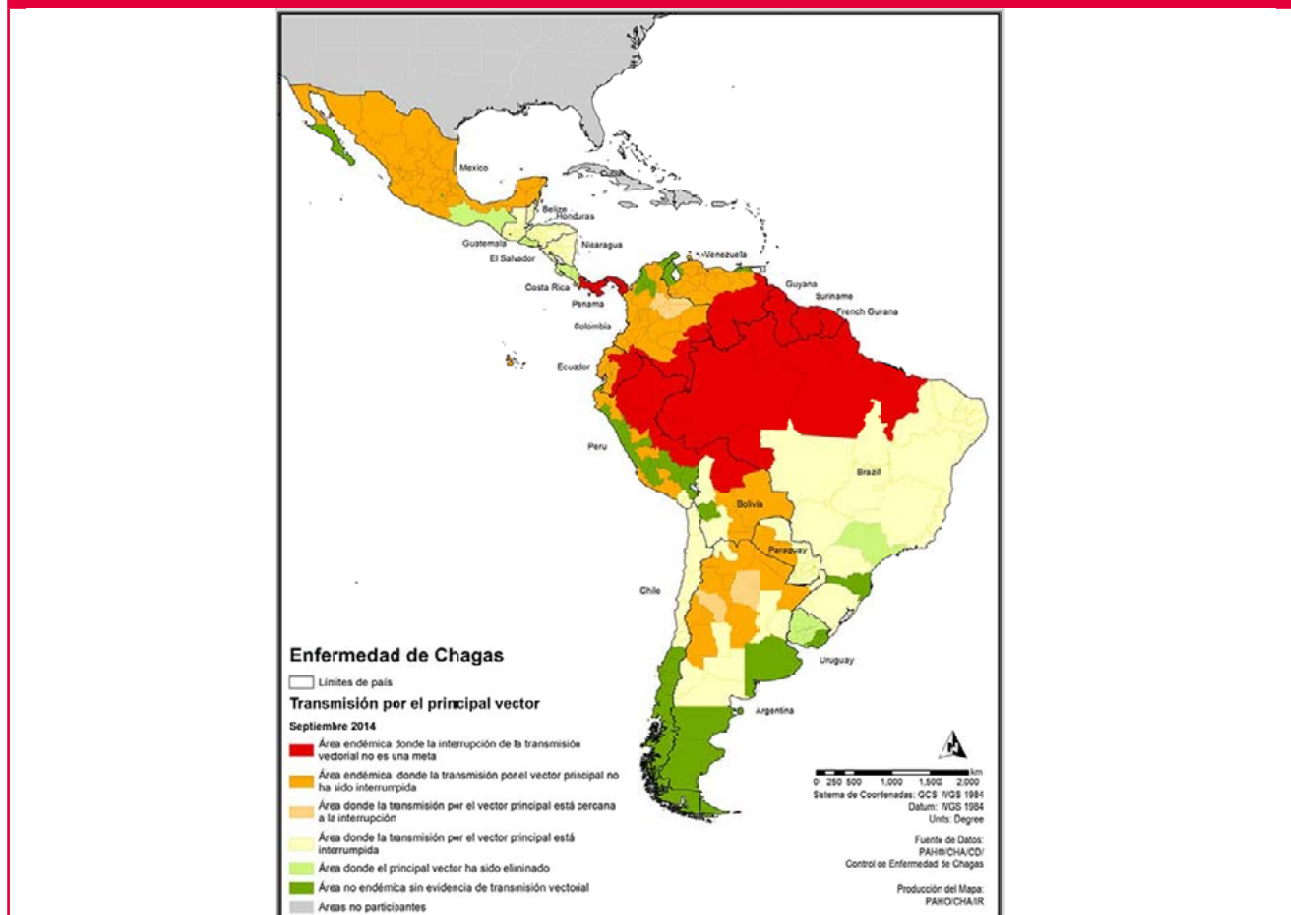 Mexico
Cuba
Belize
Honduras
Guatemala
Nicaragua
El Salvador
Venezuela
Costa Rica
Guyana
Panama
Suriname
French Guiana
Colombia
Ecuador
Peru
Brazil
Bolivia
Paraguay
Chile
Uruguay
Argentina
Enfermedad de Chagas
Límites de país
Transmisión por el principal vector
Septiembre 2014
Área endémica donde la interrupción de la transmisión
vectorial no es una meta
Área endémica donde la transmisión por el vector principal no
ha sido interrumpida
Área donde la transmisión por el vector principal está cercana
a la interrupción
Área donde la transmisión por el vector principal está
interrumpida
Área donde el principal vector ha sido eliminado
Área no endémica sin evidencia de transmisión vectorial
Areas no participantes
km
0 250 500 1,000 1,500 2,000
Sistema de Coordenadas: GCS WGS 1984
Datum: WGS 1984
Units: Degree
Fuente de Datos:
PAHO/CHA/CD/
Control de Enfermedad de Chagas
Producción del Mapa:
PAHO/CHA/IR